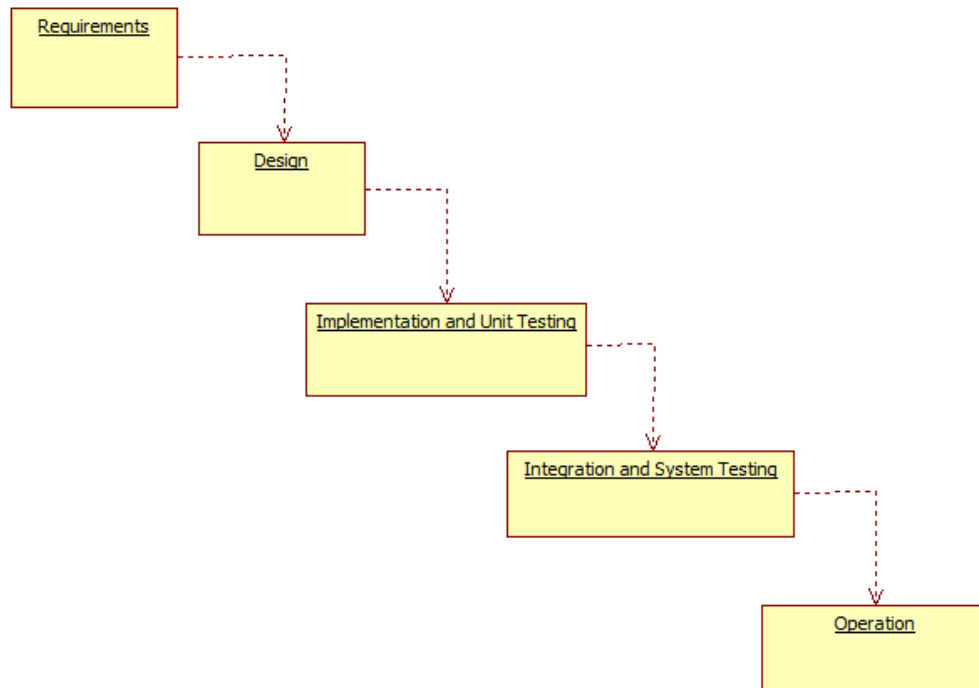 Requirements
Design
Implementation and Unit Testing
Integration and System Testing
Operation